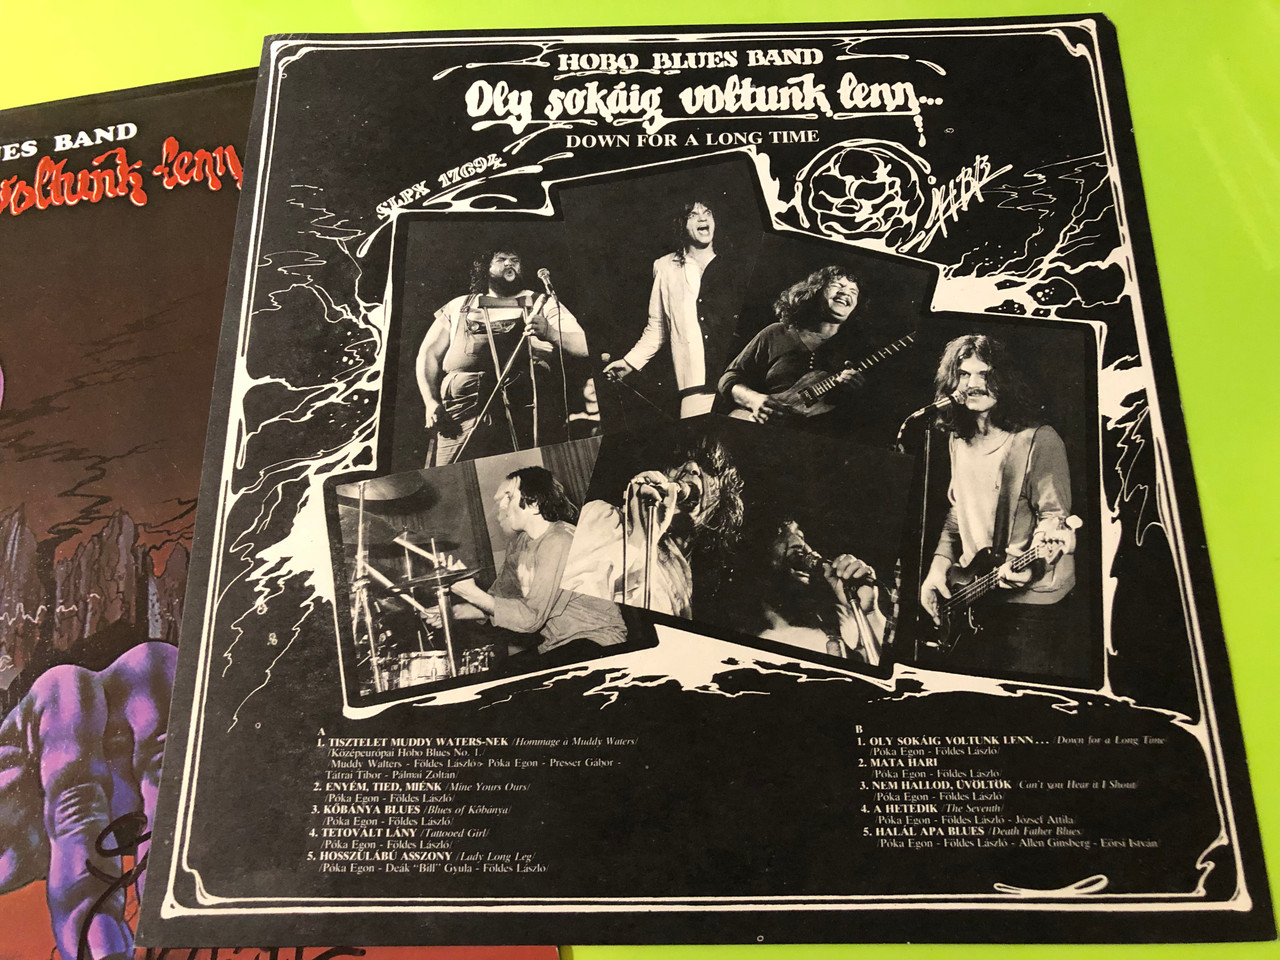 HOBO BLUES BAND
Oly sokáig voltunk lenn...
DOWN FOR A LONG TIME
SLPX 17694
HBB
BAND
voltunk lenn
A
1. TISZTELET MUDDY WATERS-NEK /Hommage à Muddy Waters/
/Középeurópai Hobo Blues No. 1./
/Muddy Walters - Földes László> Póka Egon - Presser Gábor -
Tátrai Tibor - Pálmai Zoltán/
2. ENYÉM, TIED, MIÉNK /Mine Yours Ours/
/Póka Egon - Földes László/
3. KŐBÁNYA BLUES /Blues of Kőbánya/
/Póka Egon - Földes László/
4. TETOVÁLT LÁNY /Tattooed Girl/
/Póka Egon - Földes László/
5. HOSSZÚLÁBÚ ASSZONY /Lady Long Leg/
/Póka Egon - Deák "Bill" Gyula - Földes László/
B
1. OLY SOKÁIG VOLTUNK LENN... /Down for a Long Time/
/Póka Egon - Földes László/
2. MATA HARI
/Póka Egon - Földes László/
3. NEM HALLOD, ÜVÖLTÖK /Can't you Hear it I Shout/
/Póka Egon - Földes László/
4. A HETEDIK /The Seventh/
/Póka Egon - Földes László - József Attila/
5. HALÁL APA BLUES /Death Father Blues/
/Póka Egon - Földes László - Allen Ginsberg - Eörsi István/